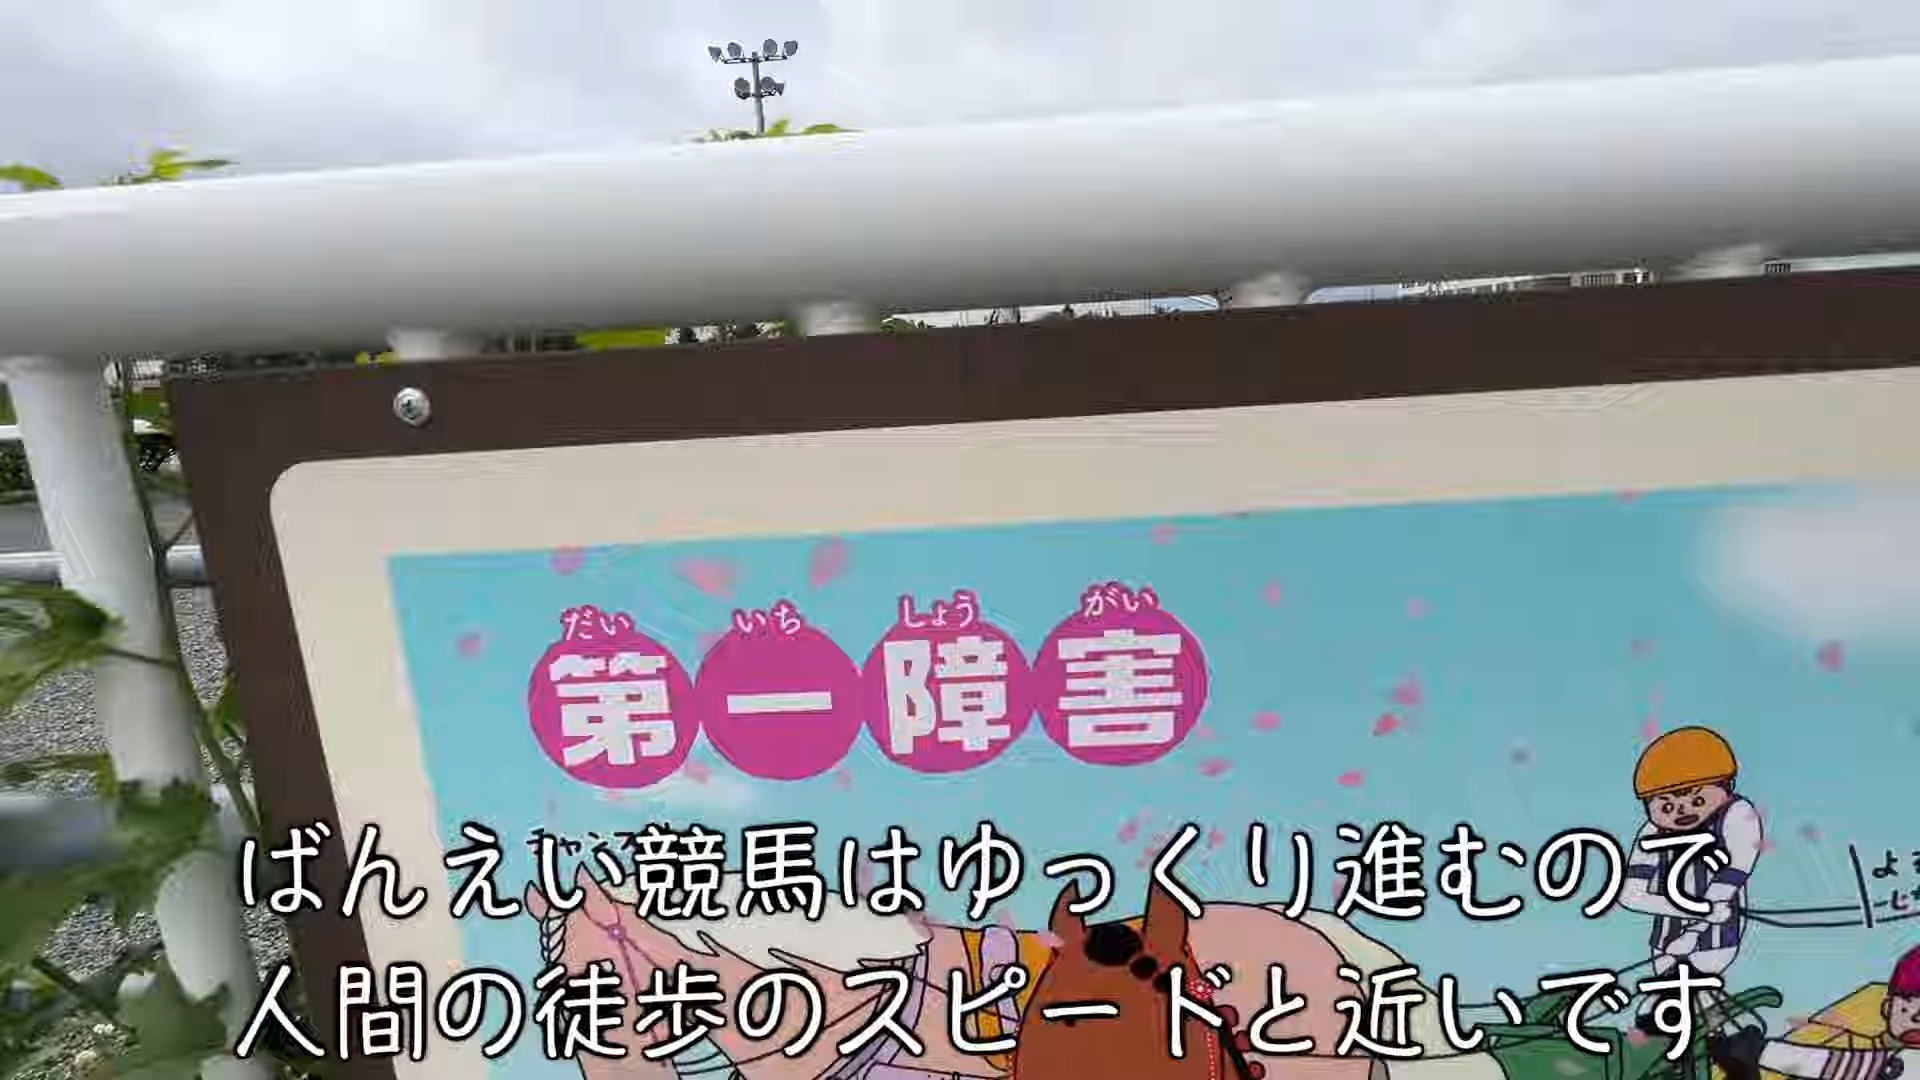 だい いち しょう がい
第一障害
ばんえい競馬はゆっくり進むので
人間の徒歩のスピードと近いです